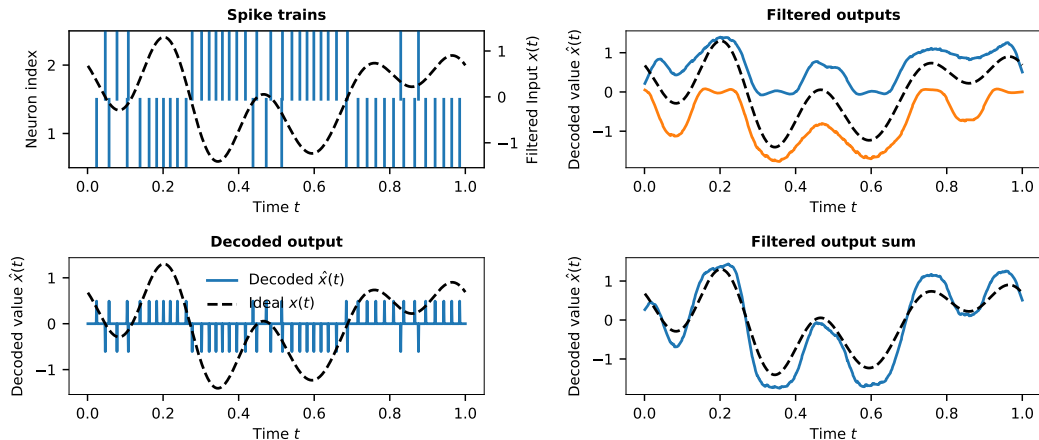 Spike trains
Neuron index
2
1
1
0
−1
Filtered Input x(t)
0.0 0.2 0.4 0.6 0.8 1.0
Time t
Filtered outputs
Decoded value x̂(t)
1
0
−1
0.0 0.2 0.4 0.6 0.8 1.0
Time t
Decoded output
Decoded value x̂(t)
1
0
−1
Decoded x̂(t)
Ideal x(t)
0.0 0.2 0.4 0.6 0.8 1.0
Time t
Filtered output sum
Decoded value x̂(t)
1
0
−1
0.0 0.2 0.4 0.6 0.8 1.0
Time t